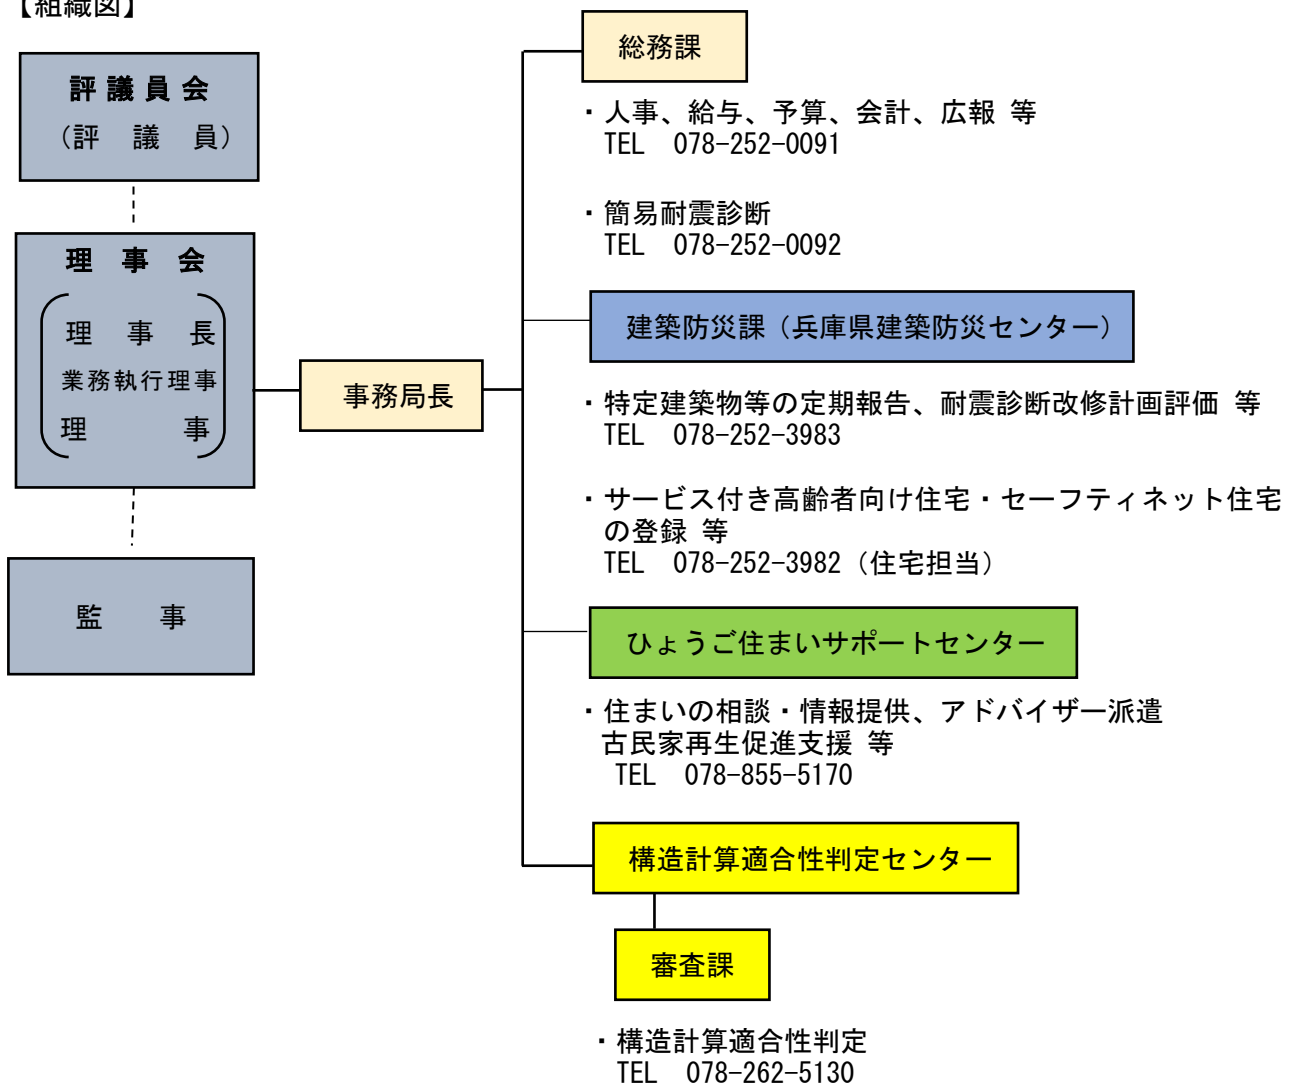 【組織図】
評議員会
（評　議　員）
理　事　会
理　事　長
業務執行理事
理　　　事
監　　事
事務局長
総務課
・人事、給与、予算、会計、広報 等
TEL　078-252-0091
・簡易耐震診断
TEL　078-252-0092
建築防災課（兵庫県建築防災センター）
・特定建築物等の定期報告、耐震診断改修計画評価 等
TEL　078-252-3983
・サービス付き高齢者向け住宅・セーフティネット住宅
の登録 等
TEL　078-252-3982（住宅担当）
ひょうご住まいサポートセンター
・住まいの相談・情報提供、アドバイザー派遣
古民家再生促進支援 等
TEL　078-855-5170
構造計算適合性判定センター
審査課
・構造計算適合性判定
TEL　078-262-5130